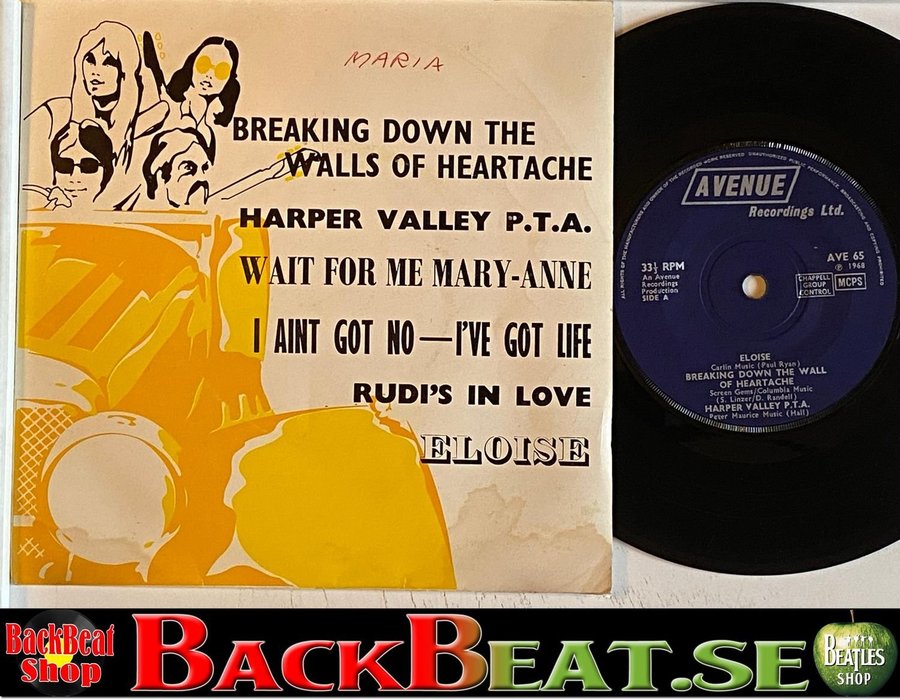 MARIA
BREAKING DOWN THE
WALLS OF HEARTACHE
HARPER VALLEY P.T.A.
WAIT FOR ME MARY-ANNE
I AINT GOT NO—I'VE GOT LIFE
RUDI'S IN LOVE
ELOISE
AVENUE
Recordings Ltd.
33⅓ RPM
An Avenue
Recordings
Production
SIDE A
AVE 65
℗ 1968
CHAPPELL
GROUP
CONTROL
MCPS
ELOISE
Carlin Music (Paul Ryan)
BREAKING DOWN THE WALL
OF HEARTACHE
Screen Gems/Columbia Music
(S. Linzer/D. Randell)
HARPER VALLEY P.T.A.
Peter Maurice Music (Hall)
BackBeat
Shop
BACKBEAT.SE
BEATLES
SHOP